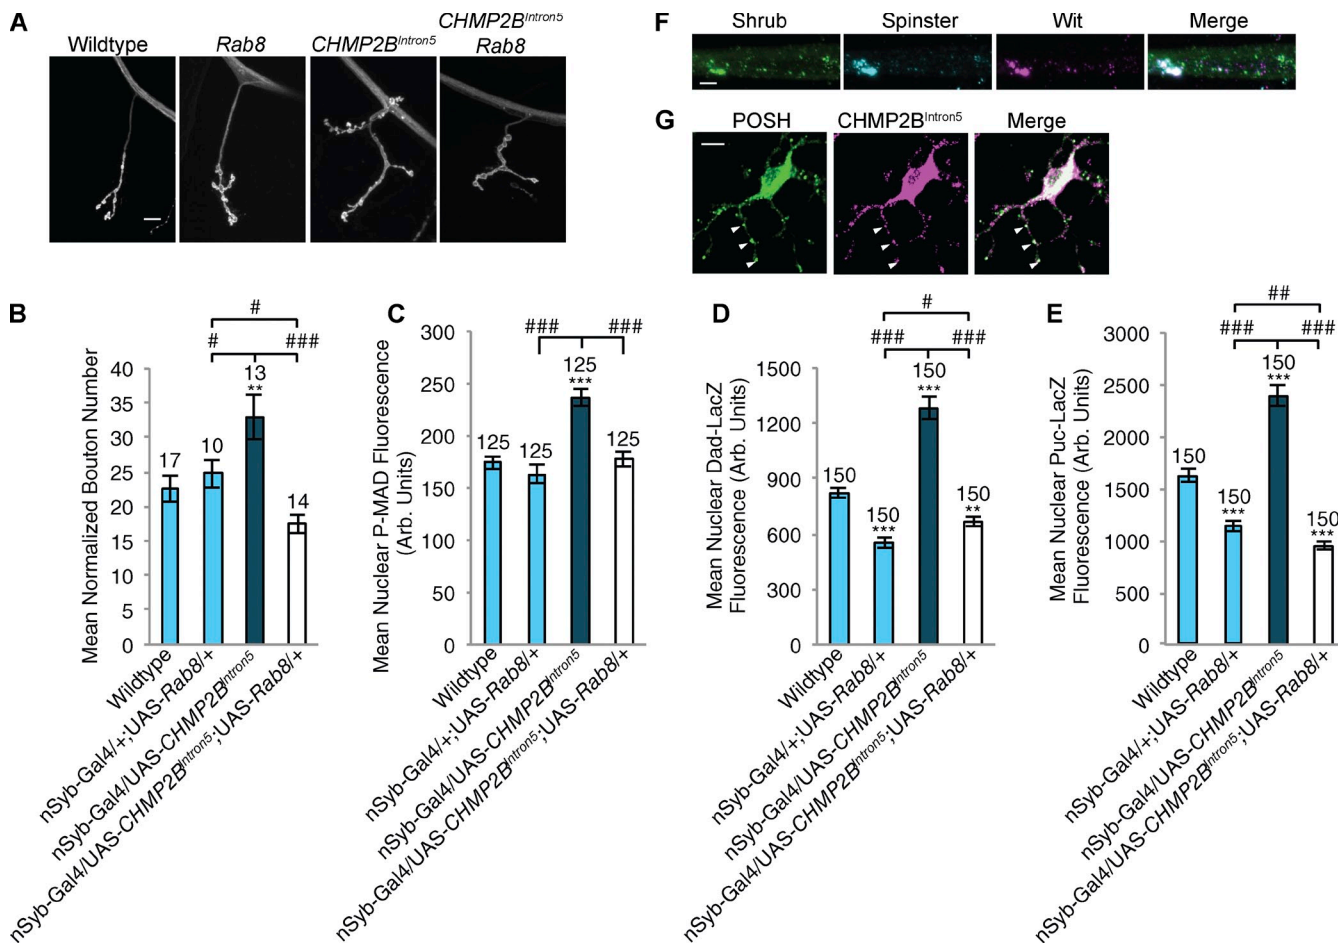 A
Wildtype
Rab8
CHMP2B^Intron5
CHMP2B^Intron5
Rab8
F
Shrub
Spinster
Wit
Merge
G
POSH
CHMP2B^Intron5
Merge
B
Mean Normalized Bouton Number
40
35
30
25
20
15
10
5
0
17
10
13
**
14
#
###
#
Wildtype
nSyb-Gal4/+;UAS-Rab8/+
nSyb-Gal4/UAS-CHMP2B^Intron5
nSyb-Gal4/UAS-CHMP2B^Intron5;UAS-Rab8/+
C
Mean Nuclear P-MAD Fluorescence
(Arb. Units)
300
250
200
150
100
50
0
125
125
125
***
125
###
###
Wildtype
nSyb-Gal4/+;UAS-Rab8/+
nSyb-Gal4/UAS-CHMP2B^Intron5
nSyb-Gal4/UAS-CHMP2B^Intron5;UAS-Rab8/+
D
Mean Nuclear Dad-LacZ
Fluorescence (Arb. Units)
1500
1200
900
600
300
0
150
150
***
150
***
150
**
#
###
###
Wildtype
nSyb-Gal4/+;UAS-Rab8/+
nSyb-Gal4/UAS-CHMP2B^Intron5
nSyb-Gal4/UAS-CHMP2B^Intron5;UAS-Rab8/+
E
Mean Nuclear Puc-LacZ
Fluorescence (Arb. Units)
3000
2500
2000
1500
1000
500
0
150
150
***
150
***
150
***
##
###
###
Wildtype
nSyb-Gal4/+;UAS-Rab8/+
nSyb-Gal4/UAS-CHMP2B^Intron5
nSyb-Gal4/UAS-CHMP2B^Intron5;UAS-Rab8/+